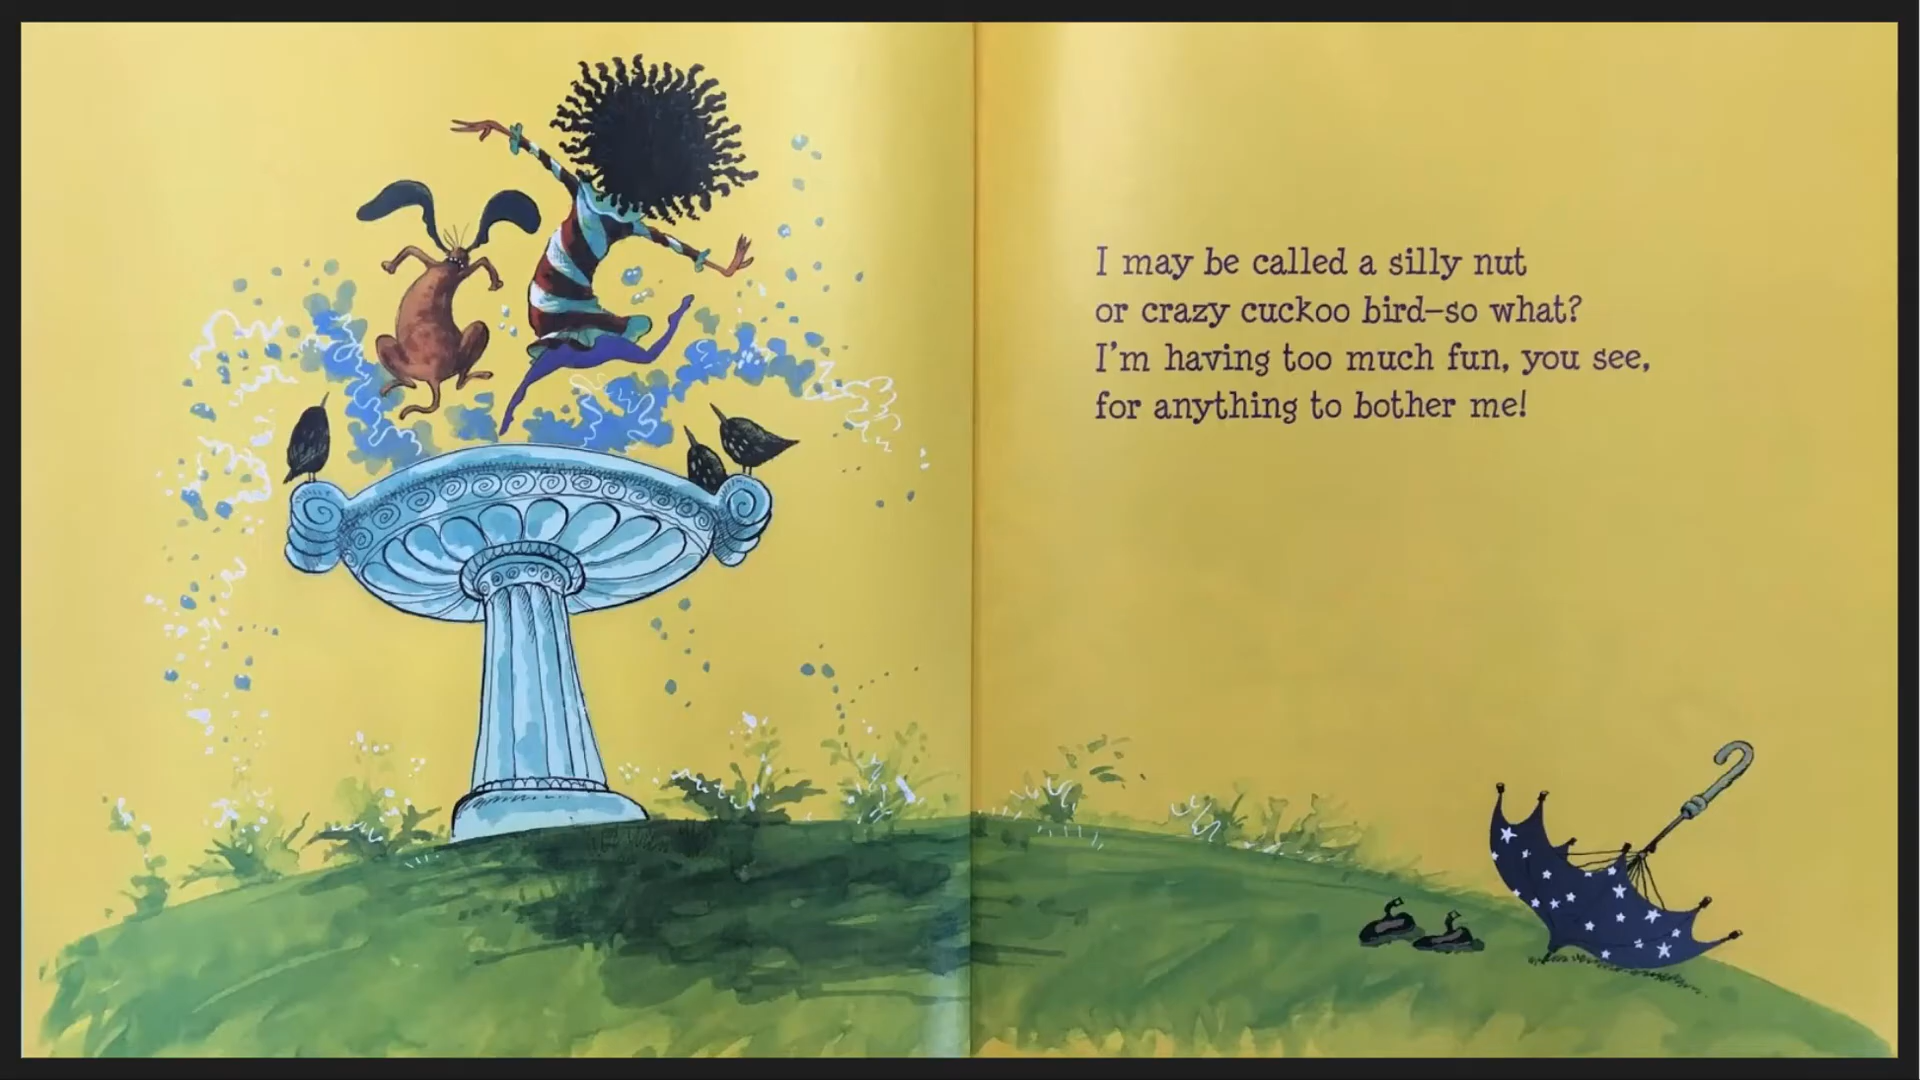 I may be called a silly nut
or crazy cuckoo bird–so what?
I'm having too much fun, you see,
for anything to bother me!